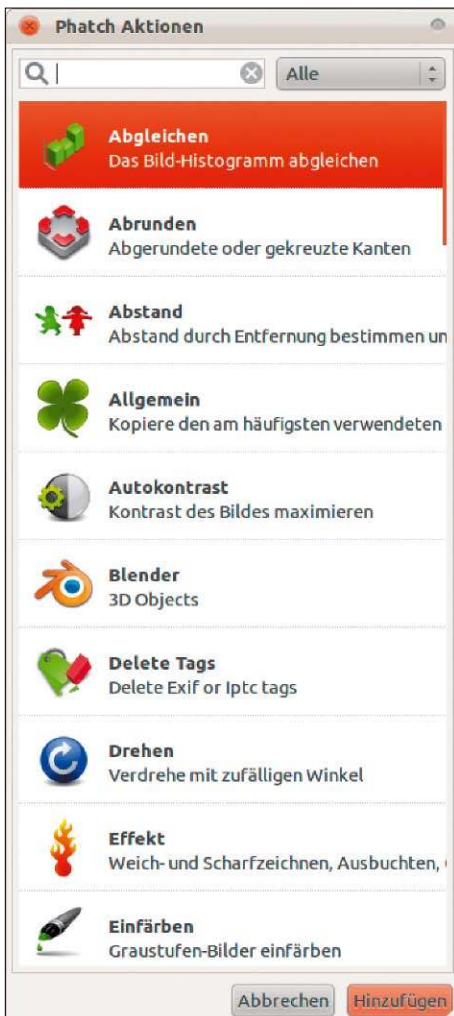 Phatch Aktionen
Alle
Abgleichen
Das Bild-Histogramm abgleichen
Abrunden
Abgerundete oder gekreuzte Kanten
Abstand
Abstand durch Entfernung bestimmen un
Allgemein
Kopiere den am häufigsten verwendeten
Autokontrast
Kontrast des Bildes maximieren
Blender
3D Objects
Delete Tags
Delete Exif or Iptc tags
Drehen
Verdrehe mit zufälligen Winkel
Effekt
Weich- und Scharfzeichnen, Ausbuchten,
Einfärben
Graustufen-Bilder einfärben
Abbrechen Hinzufügen